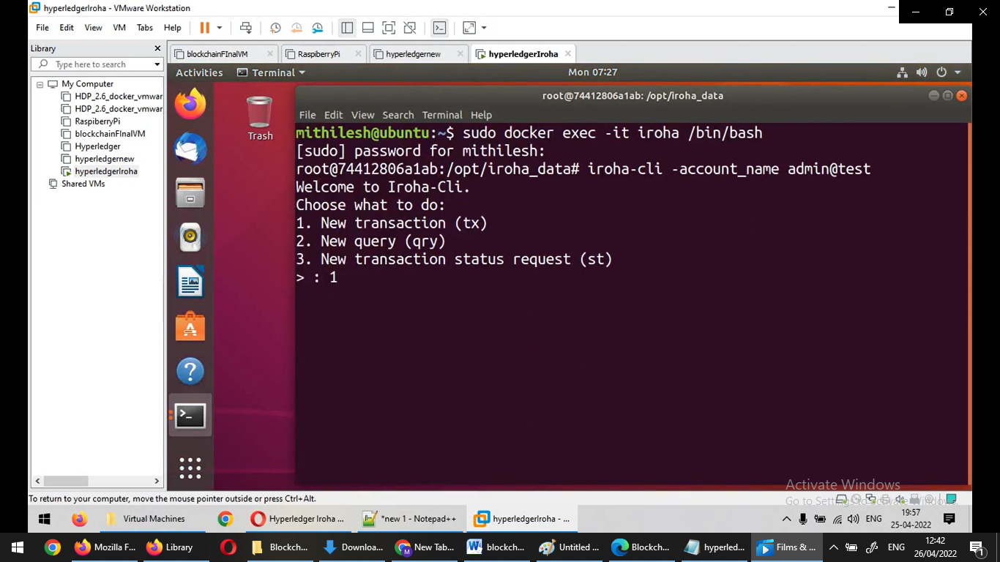 hyperledgerIroha - VMware Workstation
File Edit View VM Tabs Help
Library
Type here to search
My Computer
HDP_2.6_docker_vmwar
HDP_2.6_docker_vmwar
RaspiberryPi
blockchainFInalVM
Hyperledger
hyperledgernew
hyperledgerIroha
Shared VMs
blockchainFInalVM RaspiberryPi hyperledgernew hyperledgerIroha
Activities Terminal Mon 07:27
Trash
root@74412806a1ab: /opt/iroha_data
File Edit View Search Terminal Help
mithilesh@ubuntu:~$ sudo docker exec -it iroha /bin/bash
[sudo] password for mithilesh:
root@74412806a1ab:/opt/iroha_data# iroha-cli -account_name admin@test
Welcome to Iroha-Cli.
Choose what to do:
1. New transaction (tx)
2. New query (qry)
3. New transaction status request (st)
> : 1
Activate Windows
Go to Settings to activate Windows.
To return to your computer, move the mouse pointer outside or press Ctrl+Alt.
Virtual Machines Hyperledger Iroha ... *new 1 - Notepad++ hyperledgerIroha - ... ENG 19:57
25-04-2022
Mozilla F... Library Blockch... Downloa... New Tab... blockch... Untitled ... Blockch... hyperled... Films & ... ENG 12:42
26/04/2022
1